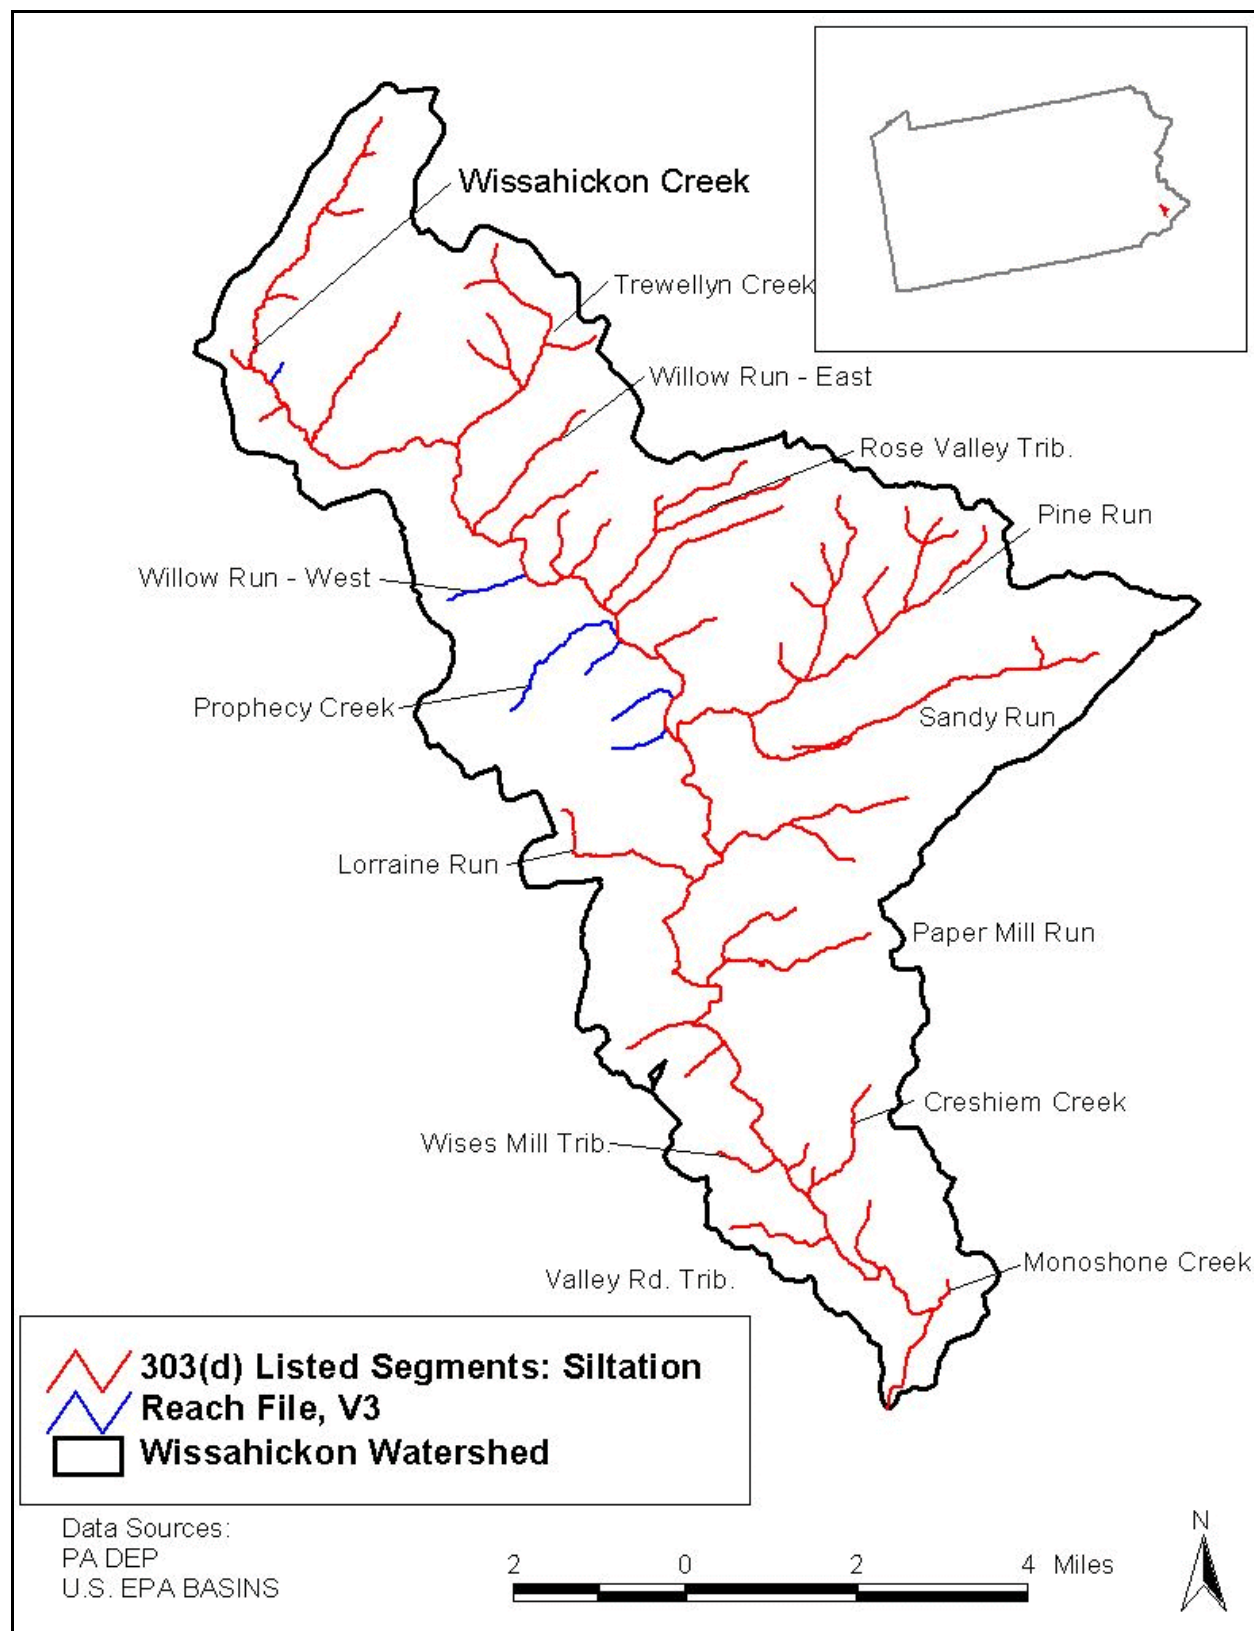 Wissahickon Creek
Trewellyn Creek
Willow Run - East
Rose Valley Trib.
Pine Run
Willow Run - West
Prophecy Creek
Sandy Run
Lorraine Run
Paper Mill Run
Creshiem Creek
Wises Mill Trib.
Monoshone Creek
Valley Rd. Trib.
303(d) Listed Segments: Siltation
Reach File, V3
Wissahickon Watershed
Data Sources:
PA DEP
U.S. EPA BASINS
2 0 2 4 Miles
N